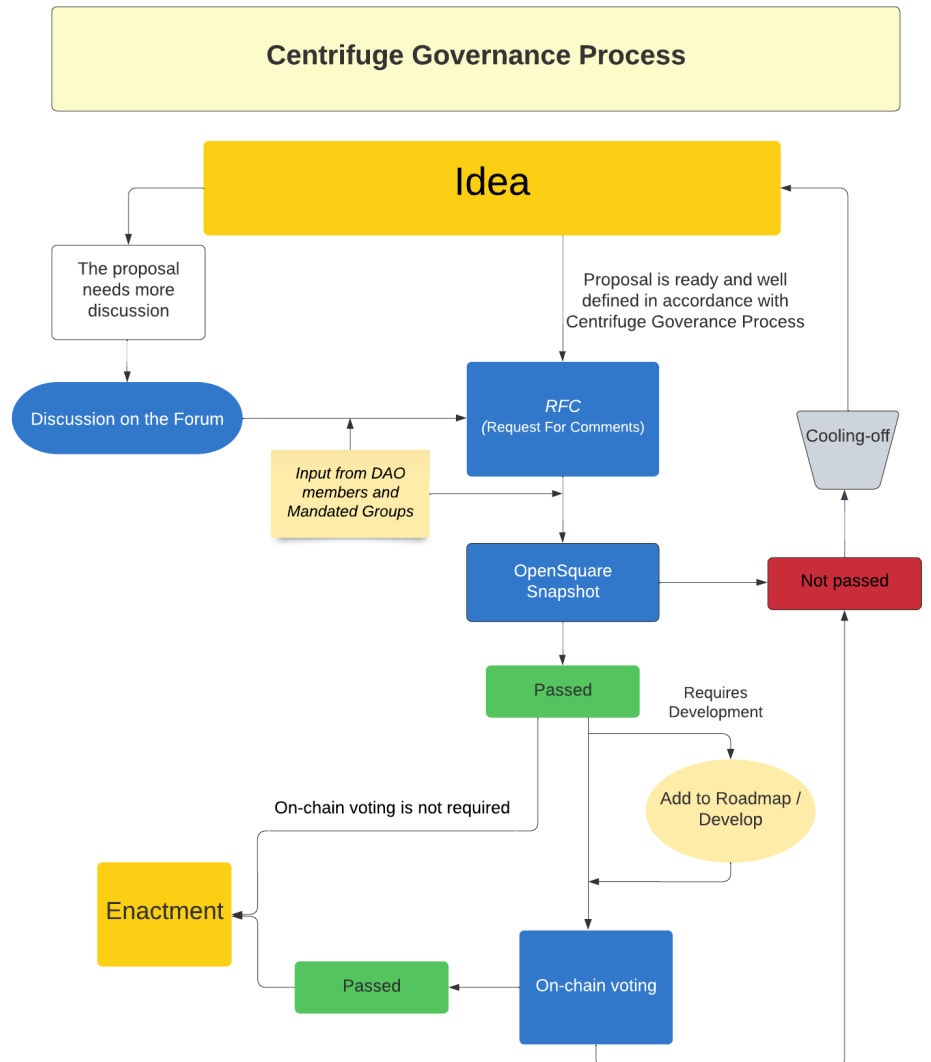 Centrifuge Governance Process
Idea
The proposal
needs more
discussion
Proposal is ready and well
defined in accordance with
Centrifuge Goverance Process
Discussion on the Forum
RFC
(Request For Comments)
Cooling-off
Input from DAO
members and
Mandated Groups
OpenSquare
Snapshot
Not passed
Passed
Requires
Development
Add to Roadmap /
Develop
On-chain voting is not required
Enactment
Passed
On-chain voting